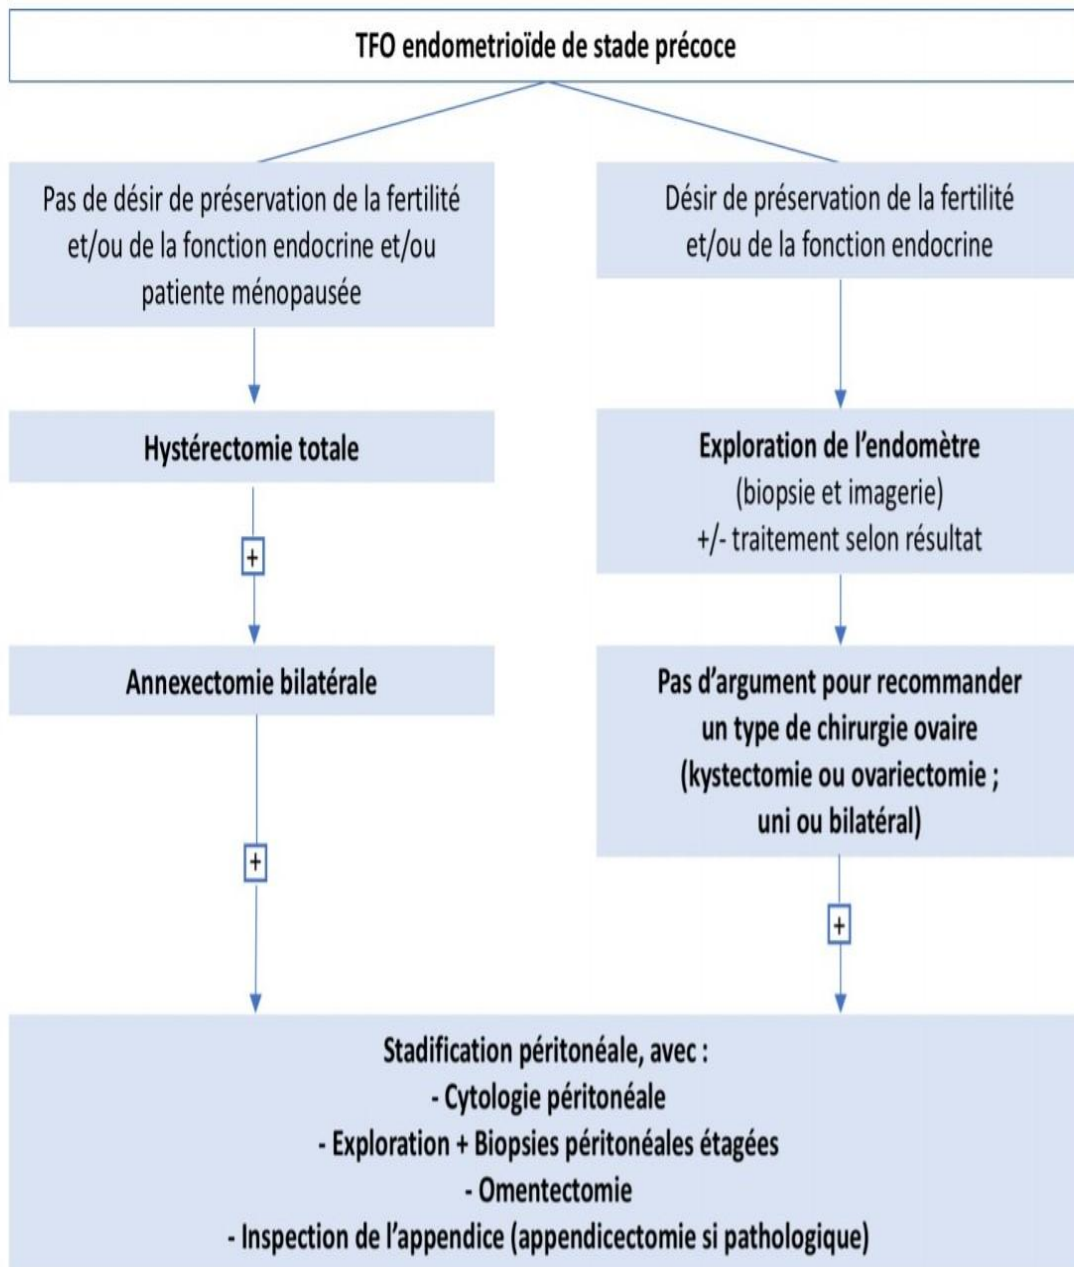 TFO endometrioïde de stade précoce
Pas de désir de préservation de la fertilité
et/ou de la fonction endocrine et/ou
patiente ménopausée
Désir de préservation de la fertilité
et/ou de la fonction endocrine
Hystérectomie totale
Exploration de l'endomètre
(biopsie et imagerie)
+/- traitement selon résultat
+
Annexectomie bilatérale
Pas d'argument pour recommander
un type de chirurgie ovaire
(kystectomie ou ovariectomie ;
uni ou bilatéral)
+
+
Stadification péritonéale, avec :
- Cytologie péritonéale
- Exploration + Biopsies péritonéales étagées
- Omentectomie
- Inspection de l'appendice (appendicectomie si pathologique)